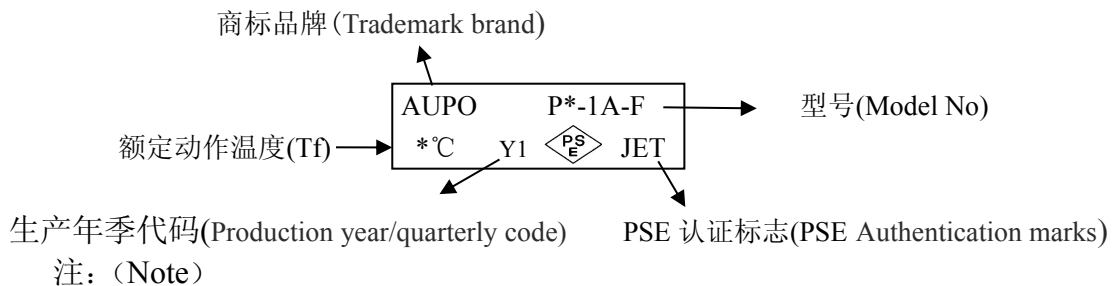 商标品牌(Trademark brand)
AUPO P*-1A-F
型号(Model No)
额定动作温度(Tf)
*℃ Y1 PSE JET
生产年季代码(Production year/quarterly code)
PSE 认证标志(PSE Authentication marks)
注:（Note）